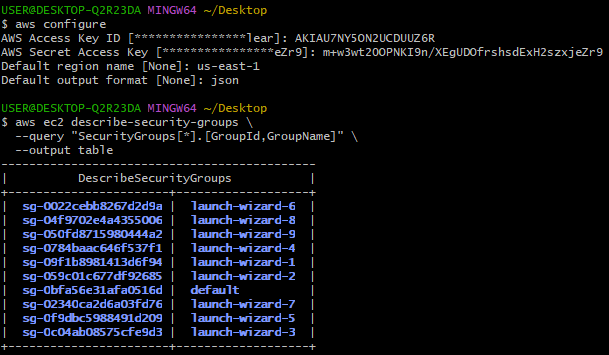 USER@DESKTOP-Q2R23DA MINGW64 ~/Desktop
$ aws configure
AWS Access Key ID [****************lear]: AKIAU7NY5ON2UCDUUZ6R
AWS Secret Access Key [****************eZr9]: 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
Default region name [None]: us-east-1
Default output format [None]: json
USER@DESKTOP-Q2R23DA MINGW64 ~/Desktop
$ aws ec2 describe-security-groups \
--query "SecurityGroups[*].[GroupId,GroupName]" \
--output table
-----------------------------------------
| DescribeSecurityGroups |
+-----------------------+-----------------+
| sg-0022cebb8267d2d9a | launch-wizard-6 |
| sg-04f9702e4a4355006 | launch-wizard-8 |
| sg-050fd8715980444a2 | launch-wizard-9 |
| sg-0784baac646f537f1 | launch-wizard-4 |
| sg-09f1b8981413d6f94 | launch-wizard-1 |
| sg-059c01c677df92685 | launch-wizard-2 |
| sg-0bfa56e31afa0516d | default |
| sg-02340ca2d6a03fd76 | launch-wizard-7 |
| sg-0f9dbc5988491d209 | launch-wizard-5 |
| sg-0c04ab08575cfe9d3 | launch-wizard-3 |
+-----------------------+-----------------+